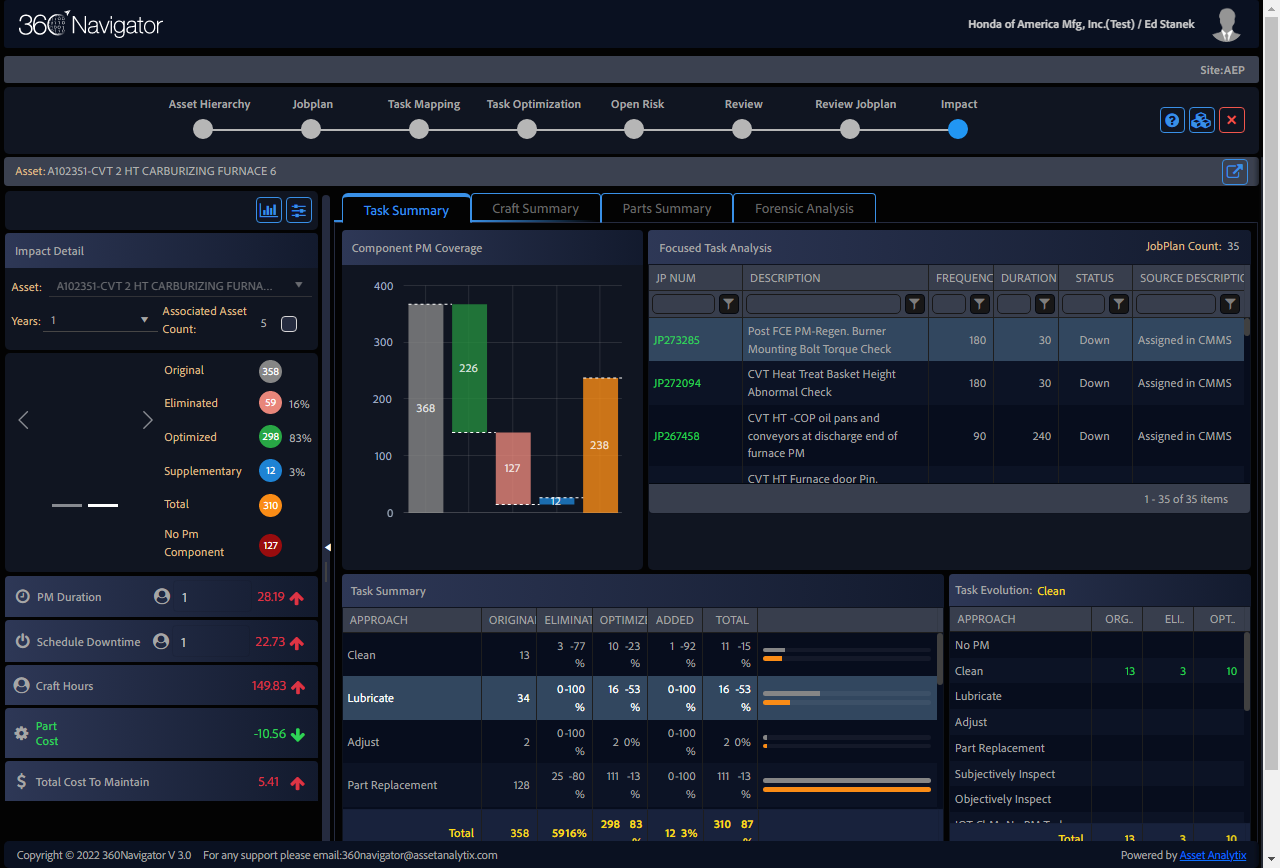 360 Navigator
Honda of America Mfg, Inc.(Test) / Ed Stanek
Site:AEP
Asset Hierarchy Jobplan Task Mapping Task Optimization Open Risk Review Review Jobplan Impact
Asset: A102351-CVT 2 HT CARBURIZING FURNACE 6
Task Summary Craft Summary Parts Summary Forensic Analysis
Impact Detail
Asset: A102351-CVT 2 HT CARBURIZING FURNA...
Years: 1
Associated Asset
Count: 5
Original 358
Eliminated 59 16%
Optimized 298 83%
Supplementary 12 3%
Total 310
No Pm
Component 127
PM Duration 1 28.19
Schedule Downtime 1 22.73
Craft Hours 149.83
Part
Cost -10.56
$ Total Cost To Maintain 5.41
Component PM Coverage
400
300
200
100
0
368
226
127
12
238
Focused Task Analysis JobPlan Count: 35
JP NUM DESCRIPTION FREQUENC DURATION STATUS SOURCE DESCRIPTIC
JP273285 Post FCE PM-Regen. Burner
Mounting Bolt Torque Check 180 30 Down Assigned in CMMS
JP272094 CVT Heat Treat Basket Height
Abnormal Check 180 30 Down Assigned in CMMS
JP267458 CVT HT -COP oil pans and
conveyors at discharge end of
furnace PM 90 240 Down Assigned in CMMS
CVT HT Furnace door Pin.
1 - 35 of 35 items
Task Summary
APPROACH ORIGINAL ELIMINAT OPTIMIZE ADDED TOTAL
Clean 13 3 -77 % 10 -23 % 1 -92 % 11 -15 %
Lubricate 34 0 -100 % 16 -53 % 0 -100 % 16 -53 %
Adjust 2 0 -100 % 2 0% 0 -100 % 2 0%
Part Replacement 128 25 -80 % 111 -13 % 0 -100 % 111 -13 %
Total 358 59 16% 298 83 % 12 3% 310 87 %
Task Evolution: Clean
APPROACH ORG.. ELI.. OPT..
No PM
Clean 13 3 10
Lubricate
Adjust
Part Replacement
Subjectively Inspect
Objectively Inspect
Total 13 3 10
Copyright © 2022 360Navigator V 3.0 For any support please email:360navigator@assetanalytix.com
Powered by Asset Analytix